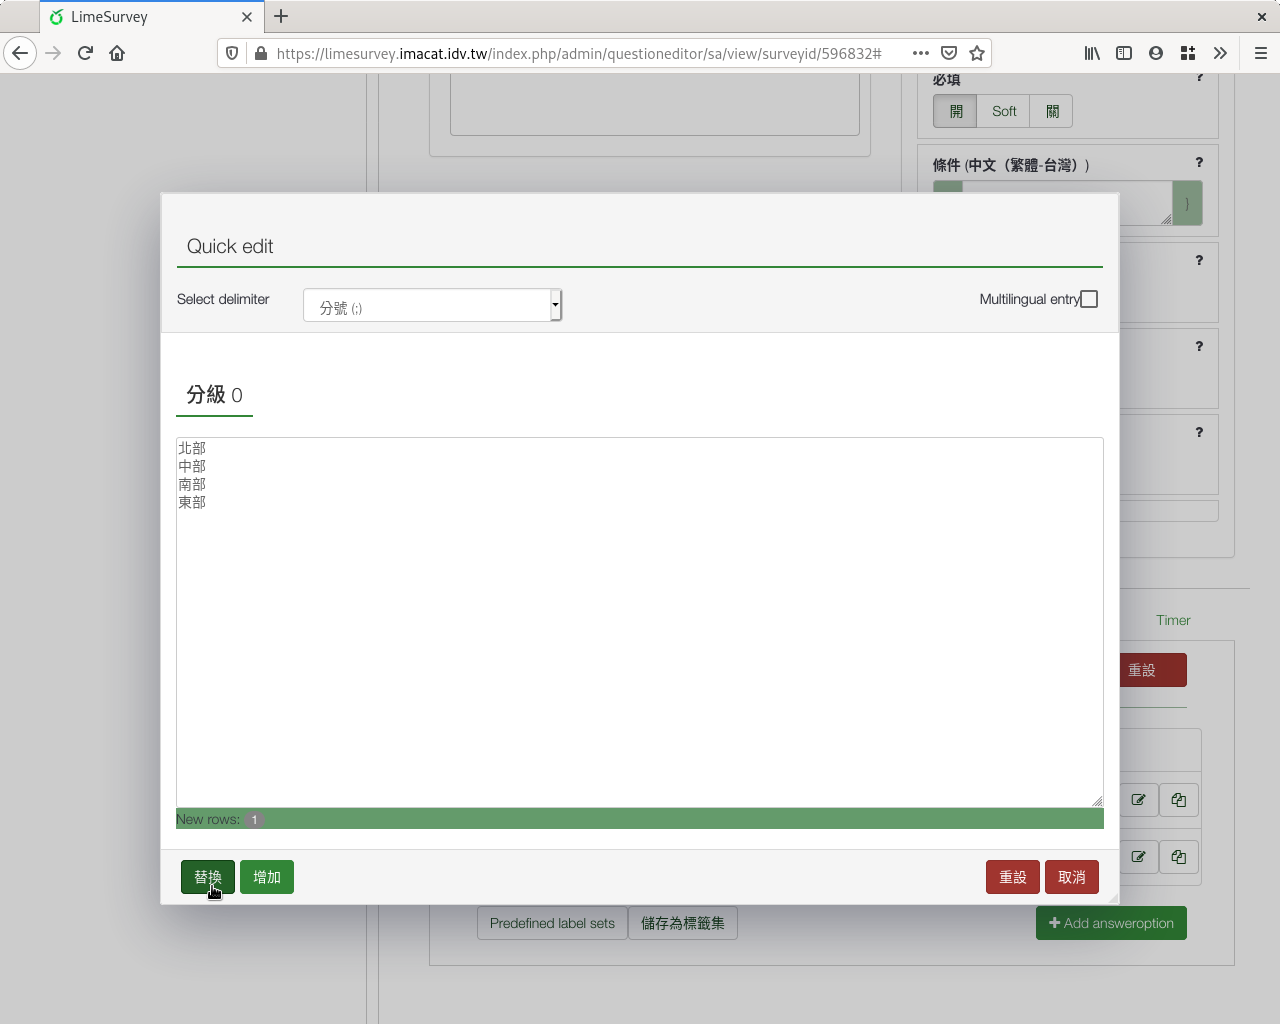 LimeSurvey
https://limesurvey.imacat.idv.tw/index.php/admin/questioneditor/sa/view/surveyid/596832#
必填
?
開
Soft
關
條件 (中文（繁體-台灣）)
?
}
Quick edit
?
Select delimiter
分號 (;)
Multilingual entry
?
分級 0
?
北部
中部
南部
東部
Timer
重設
New rows: 1
替換
增加
重設
取消
Predefined label sets
儲存為標籤集
Add answeroption